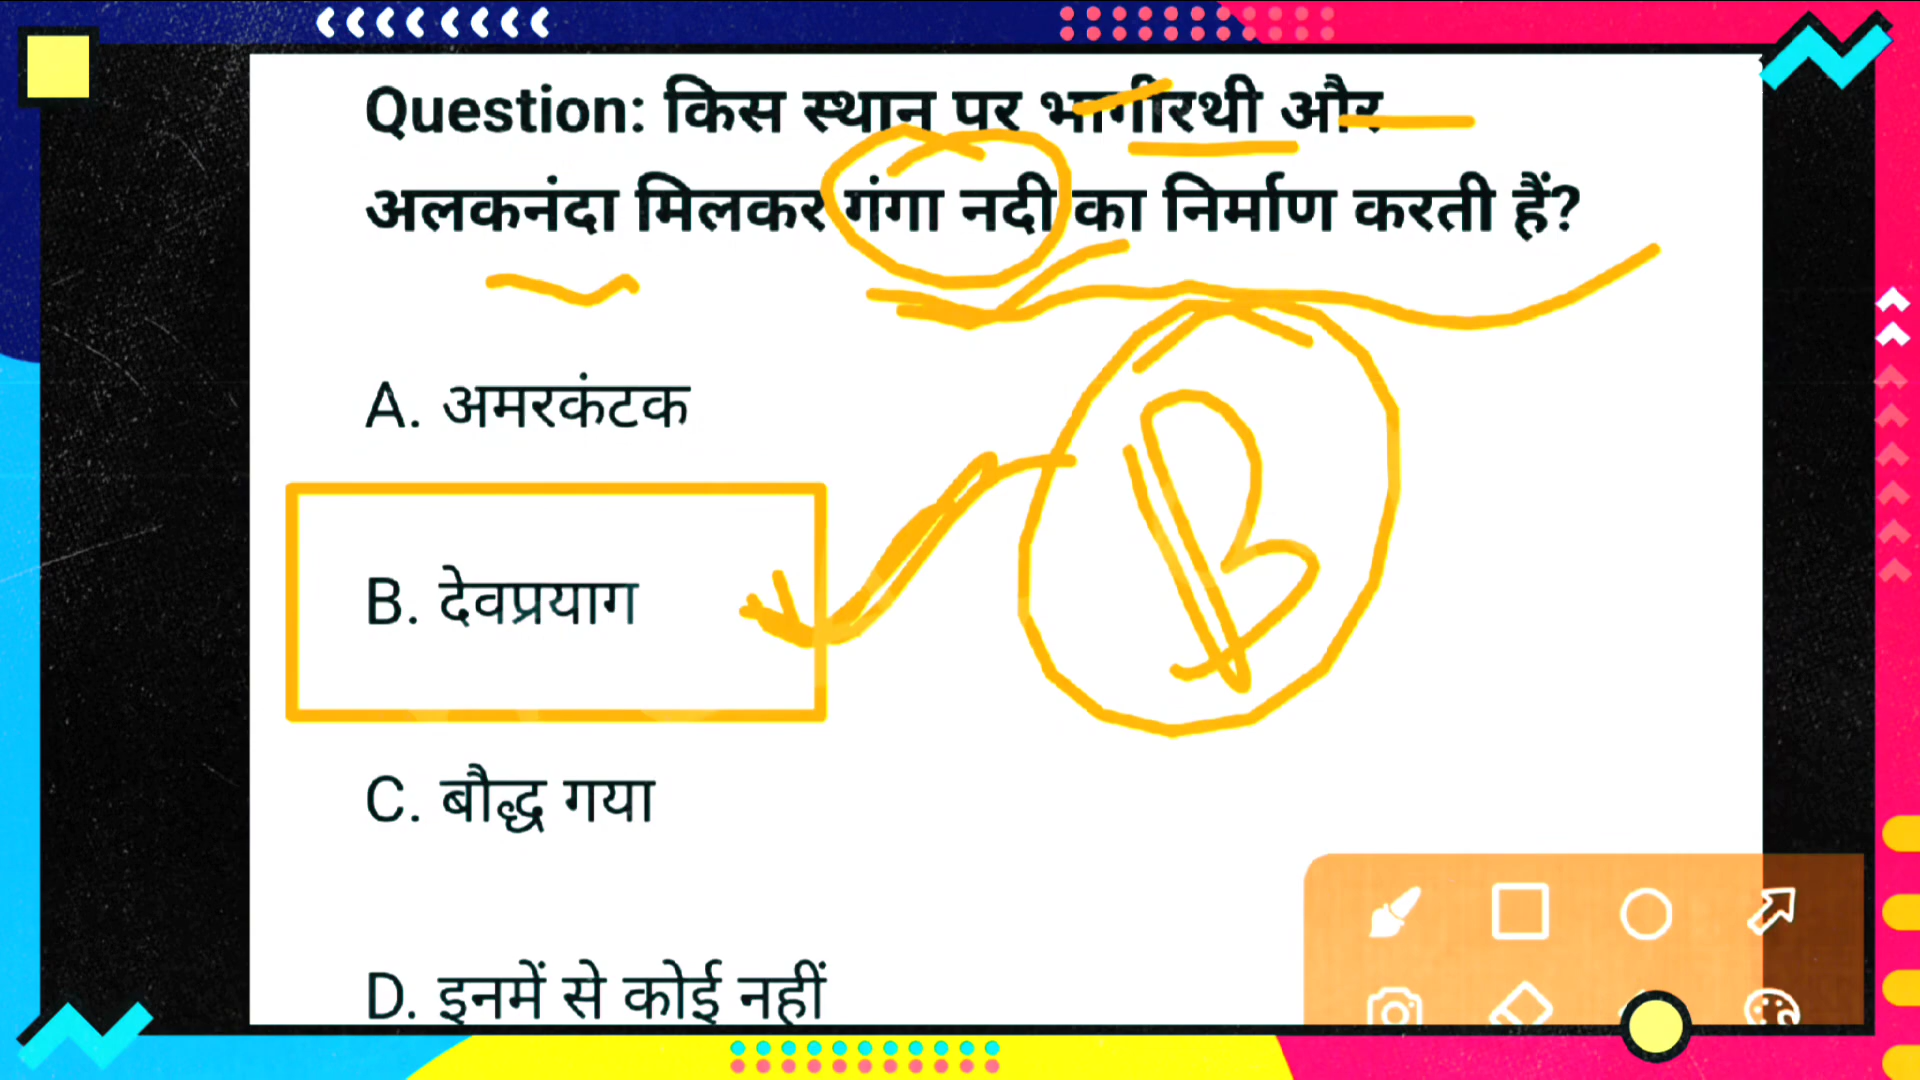 Question: किस स्थान पर भागीरथी और
अलकनंदा मिलकर गंगा नदी का निर्माण करती हैं?
A. अमरकंटक
B. देवप्रयाग
B
C. बौद्ध गया
D. इनमें से कोई नहीं